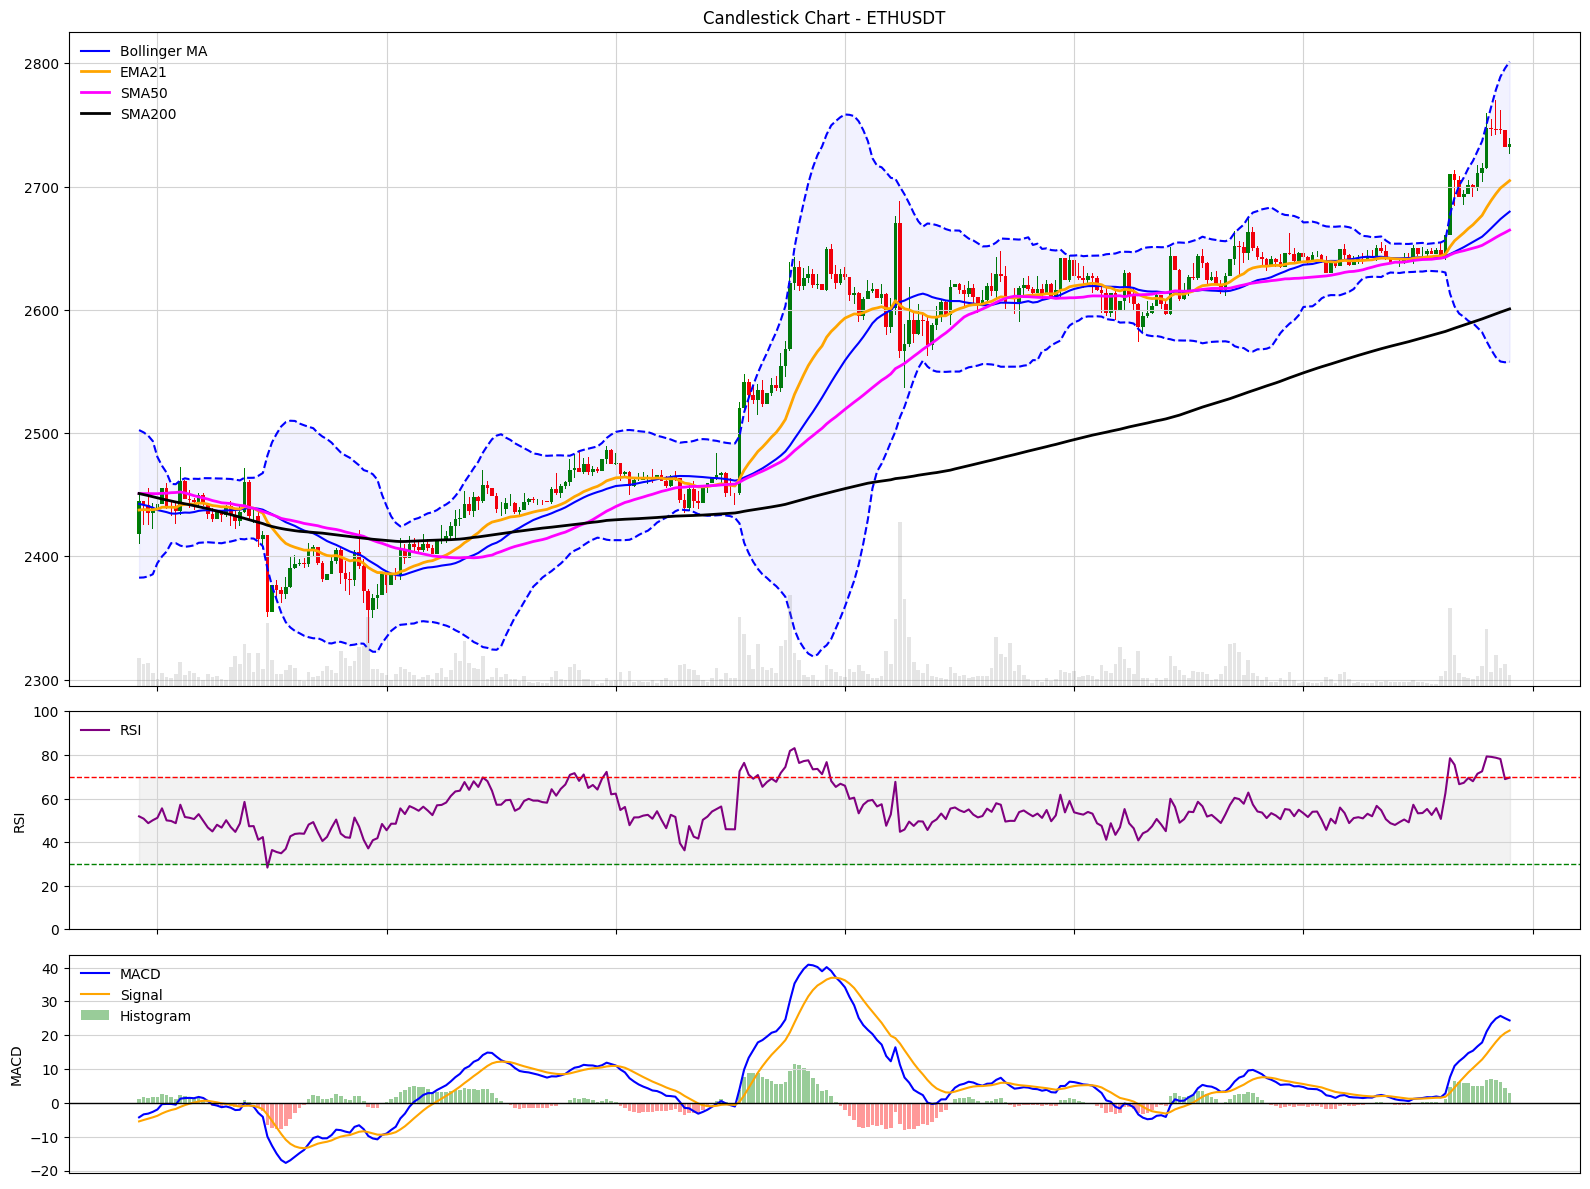 Candlestick Chart - ETHUSDT
Bollinger MA
EMA21
SMA50
SMA200
2800
2700
2600
2500
2400
2300
RSI
100
80
60
40
20
0
RSI
MACD
Signal
Histogram
40
30
20
10
0
−10
−20
MACD